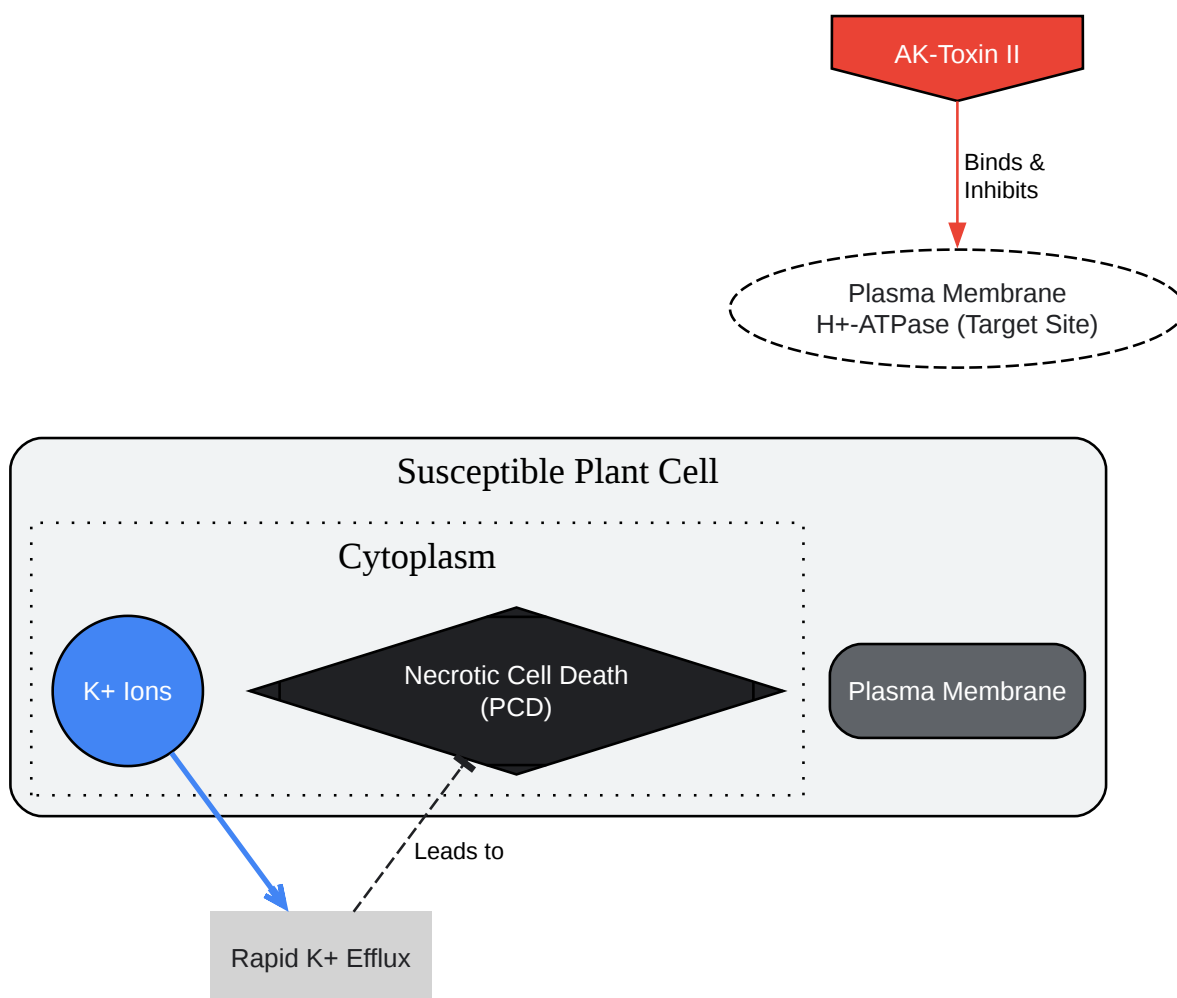 AK-Toxin II
Binds &
Inhibits
Plasma Membrane
H+-ATPase (Target Site)
Susceptible Plant Cell
Cytoplasm
K+ Ions
Necrotic Cell Death
(PCD)
Plasma Membrane
Leads to
Rapid K+ Efflux